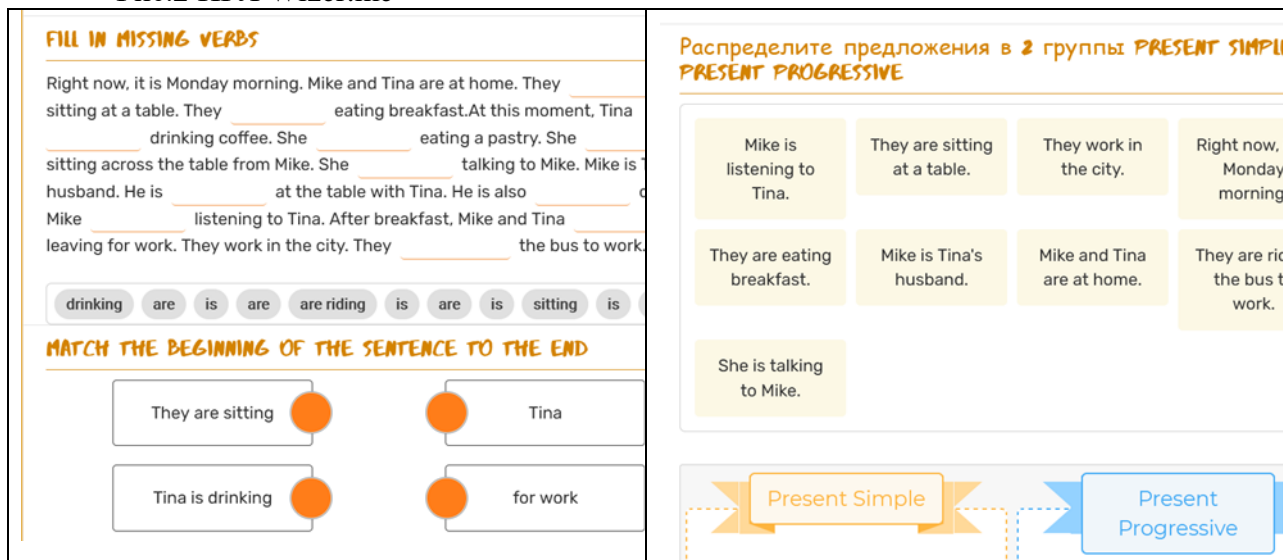 FILL IN MISSING VERBS
Right now, it is Monday morning. Mike and Tina are at home. They
sitting at a table. They eating breakfast.At this moment, Tina
drinking coffee. She eating a pastry. She
sitting across the table from Mike. She talking to Mike. Mike is
husband. He is at the table with Tina. He is also
Mike listening to Tina. After breakfast, Mike and Tina
leaving for work. They work in the city. They the bus to work.
drinking are is are are riding is are is sitting is
MATCH THE BEGINNING OF THE SENTENCE TO THE END
They are sitting Tina
Tina is drinking for work
Распределите предложения в 2 группы PRESENT SIMPLE
PRESENT PROGRESSIVE
Mike is
listening to
Tina.
They are sitting
at a table.
They work in
the city.
Right now,
Monday
morning
They are eating
breakfast.
Mike is Tina's
husband.
Mike and Tina
are at home.
They are
the bus
work.
She is talking
to Mike.
Present Simple
Present
Progressive